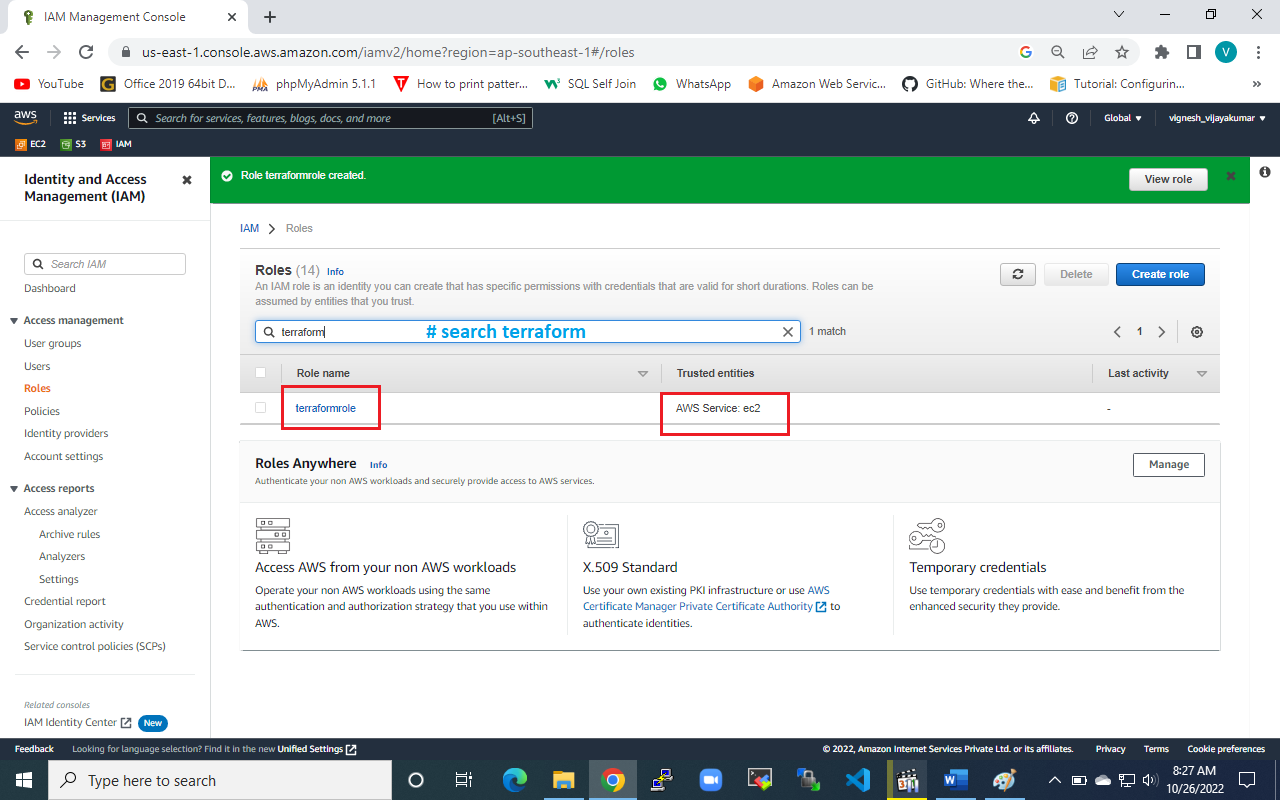 IAM Management Console
us-east-1.console.aws.amazon.com/iamv2/home?region=ap-southeast-1#/roles
V
YouTube
Office 2019 64bit D...
phpMyAdmin 5.1.1
How to print patter...
SQL Self Join
WhatsApp
Amazon Web Servic...
GitHub: Where the...
Tutorial: Configurin...
»
aws
Services
Search for services, features, blogs, docs, and more
[Alt+S]
Global
vignesh_vijayakumar
EC2
S3
IAM
Identity and Access
Management (IAM)
Search IAM
Dashboard
Access management
User groups
Users
Roles
Policies
Identity providers
Account settings
Access reports
Access analyzer
Archive rules
Analyzers
Settings
Credential report
Organization activity
Service control policies (SCPs)
Related consoles
IAM Identity Center
New
Role terraformrole created.
View role
IAM
Roles
Roles (14) Info
An IAM role is an identity you can create that has specific permissions with credentials that are valid for short durations. Roles can be
assumed by entities that you trust.
Delete
Create role
terraform
# search terraform
1 match
1
Role name
Trusted entities
Last activity
terraformrole
AWS Service: ec2
-
Roles Anywhere Info
Authenticate your non AWS workloads and securely provide access to AWS services.
Manage
Access AWS from your non AWS workloads
Operate your non AWS workloads using the same
authentication and authorization strategy that you use within
AWS.
X.509 Standard
Use your own existing PKI infrastructure or use AWS
Certificate Manager Private Certificate Authority to
authenticate identities.
Temporary credentials
Use temporary credentials with ease and benefit from the
enhanced security they provide.
Feedback
Looking for language selection? Find it in the new Unified Settings
© 2022, Amazon Internet Services Private Ltd. or its affiliates.
Privacy
Terms
Cookie preferences
Type here to search
8:27 AM
10/26/2022